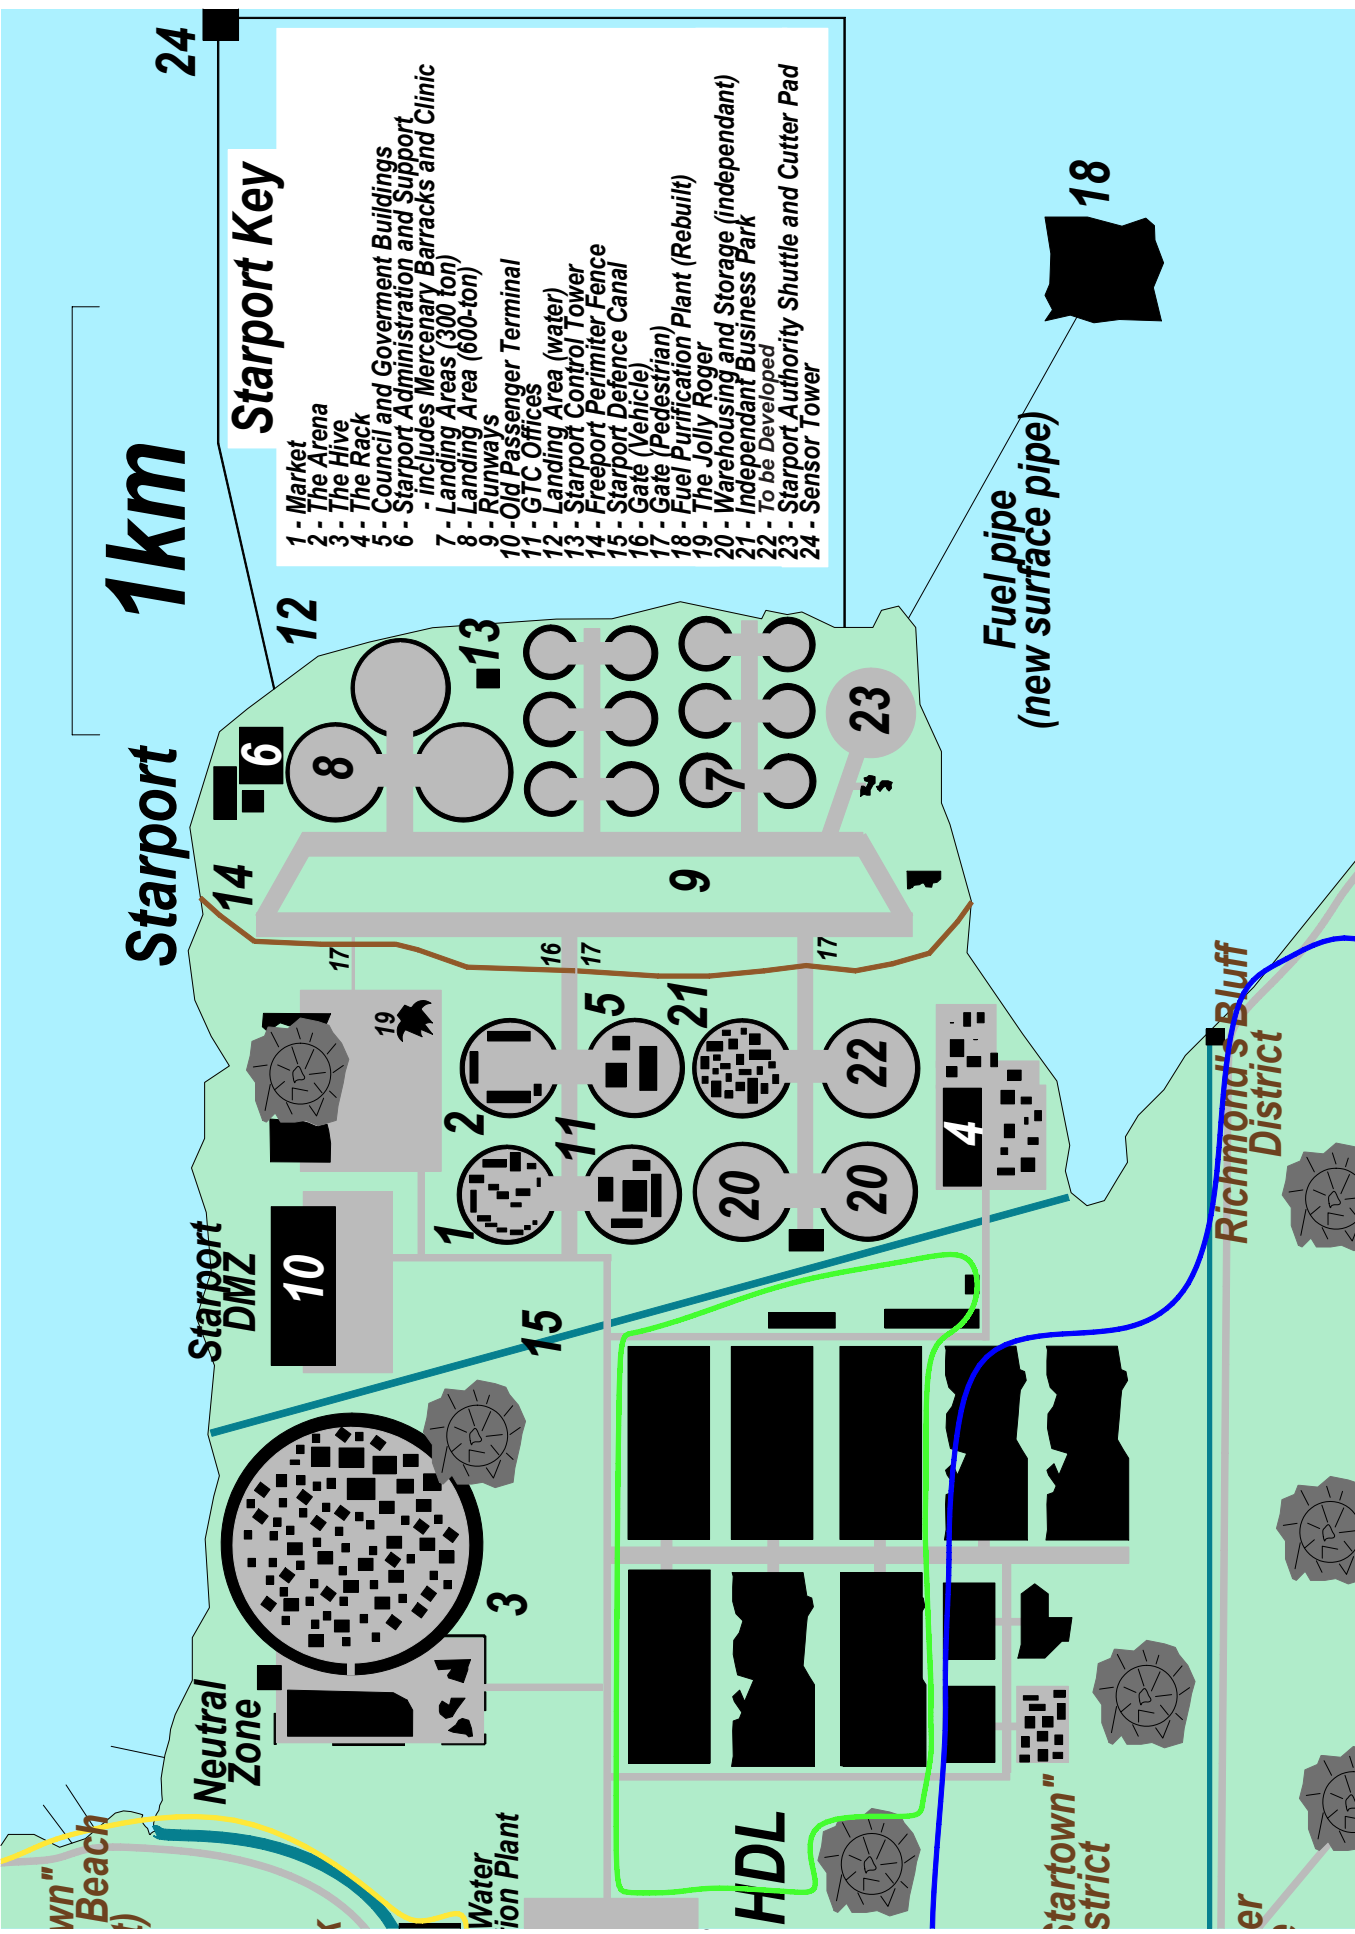 24
Starport Key
1 - Market
2 - The Arena
3 - The Hive
4 - The Rack
5 - Council and Goverment Buildings
6 - Starport Administration and Support
- includes Mercenary Barracks and Clinic
7 - Landing Areas (300 ton)
8 - Landing Area (600-ton)
9 - Runways
10 -Old Passenger Terminal
11 - GTC Offices
12 - Landing Area (water)
13 - Starport Control Tower
14 - Freeport Perimiter Fence
15 - Starport Defence Canal
16 - Gate (Vehicle)
17 - Gate (Pedestrian)
18 - Fuel Purification Plant (Rebuilt)
19 - The Jolly Roger
20 - Warehousing and Storage (independant)
21 - Independant Business Park
22 - To be Developed
23 - Starport Authority Shuttle and Cutter Pad
24 - Sensor Tower
1km
Starport
18
Fuel pipe
(new surface pipe)
12
13
6
8
7
23
14
9
17
16
17
17
19
5
21
2
11
22
1
20
20
4
Starport
DMZ
10
15
3
Neutral
Zone
Richmond's Bluff"
District
HDL
Startown"
strict
Water
ion Plant
wn"
Beach
t)
k
er
e